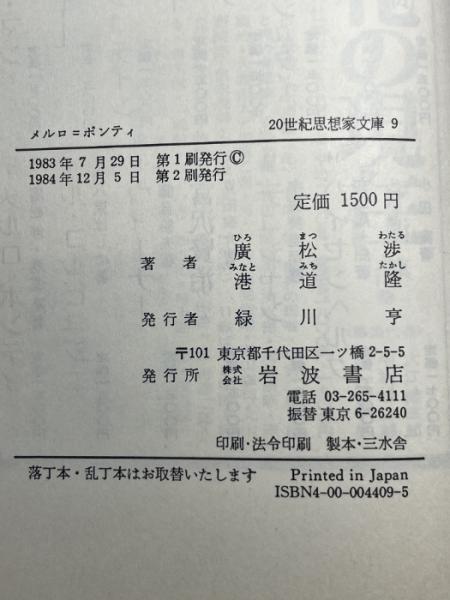 メルロ=ポンティ
20世紀思想家文庫 9
1983年7月29日 第1刷発行©
1984年12月5日 第2刷発行
定価 1500円
ひろ まつ わたる
著者 廣松渉
みなと みち たかし
港道隆
発行者 緑川亨
〒101 東京都千代田区一ツ橋2-5-5
発行所 株式会社 岩波書店
電話 03-265-4111
振替 東京6-26240
印刷・法令印刷 製本・三水舎
落丁本・乱丁本はお取替いたします
Printed in Japan
ISBN4-00-004409-5